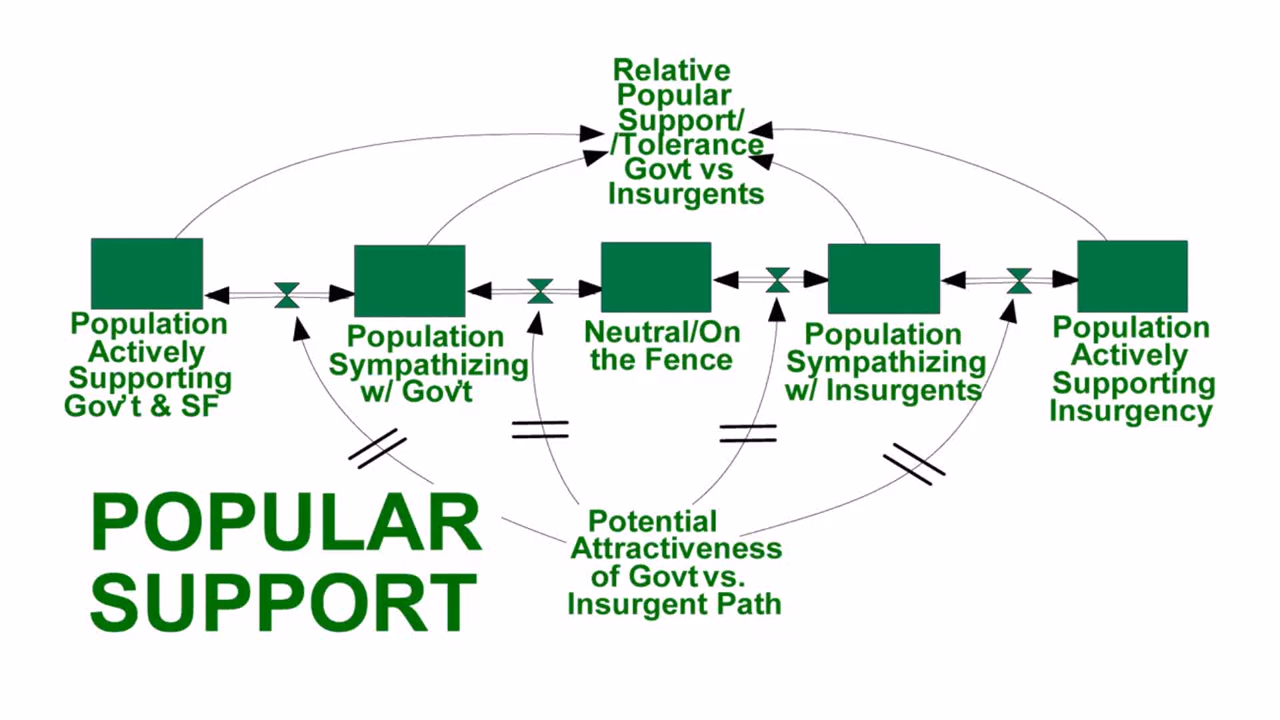 Relative
Popular
Support/
/Tolerance
Govt vs
Insurgents
Population
Actively
Supporting
Gov't & SF
Population
Sympathizing
w/ Gov't
Neutral/On
the Fence
Population
Sympathizing
w/ Insurgents
Population
Actively
Supporting
Insurgency
POPULAR
SUPPORT
Potential
Attractiveness
of Govt vs.
Insurgent Path